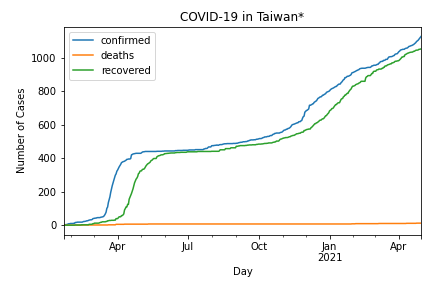 COVID-19 in Taiwan*
confirmed
deaths
recovered
Number of Cases
1000
800
600
400
200
0
Apr
Jul
Oct
Jan
2021
Apr
Day